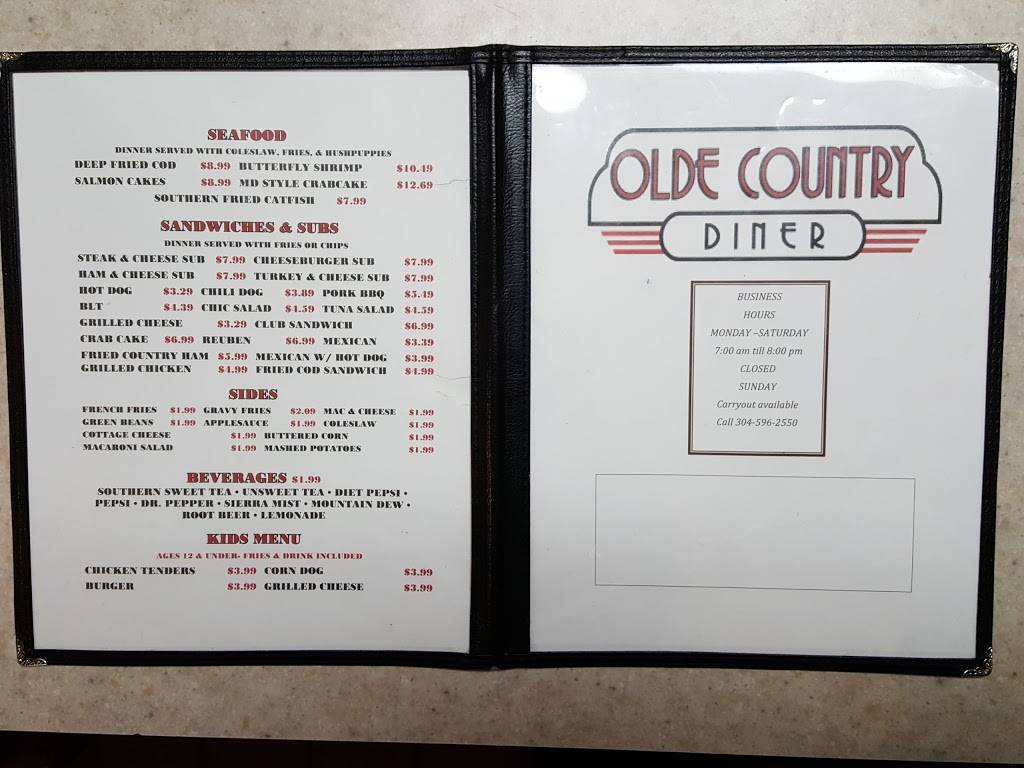 SEAFOOD
DINNER SERVED WITH COLESLAW, FRIES, & HUSHPUPPIES
DEEP FRIED COD $8.99 BUTTERFLY SHRIMP $10.49
SALMON CAKES $8.99 MD STYLE CRABCAKE $12.69
SOUTHERN FRIED CATFISH $7.99
SANDWICHES & SUBS
DINNER SERVED WITH FRIES OR CHIPS
STEAK & CHEESE SUB $7.99 CHEESEBURGER SUB $7.99
HAM & CHEESE SUB $7.99 TURKEY & CHEESE SUB $7.99
HOT DOG $3.29 CHILI DOG $3.89 PORK BBQ $5.49
BLT $4.39 CHIC SALAD $4.59 TUNA SALAD $4.59
GRILLED CHEESE $3.29 CLUB SANDWICH $6.99
CRAB CAKE $6.99 REUBEN $6.99 MEXICAN $3.39
FRIED COUNTRY HAM $5.99 MEXICAN W/ HOT DOG $3.99
GRILLED CHICKEN $4.99 FRIED COD SANDWICH $4.99
SIDES
FRENCH FRIES $1.99 GRAVY FRIES $2.09 MAC & CHEESE $1.99
GREEN BEANS $1.99 APPLESAUCE $1.99 COLESLAW $1.99
COTTAGE CHEESE $1.99 BUTTERED CORN $1.99
MACARONI SALAD $1.99 MASHED POTATOES $1.99
BEVERAGES $1.99
SOUTHERN SWEET TEA • UNSWEET TEA • DIET PEPSI •
PEPSI • DR. PEPPER • SIERRA MIST • MOUNTAIN DEW •
ROOT BEER • LEMONADE
KIDS MENU
AGES 12 & UNDER- FRIES & DRINK INCLUDED
CHICKEN TENDERS $3.99 CORN DOG $3.99
BURGER $3.99 GRILLED CHEESE $3.99
OLDE COUNTRY
DINER
BUSINESS
HOURS
MONDAY –SATURDAY
7:00 am till 8:00 pm
CLOSED
SUNDAY
Carryout available
Call 304-596-2550